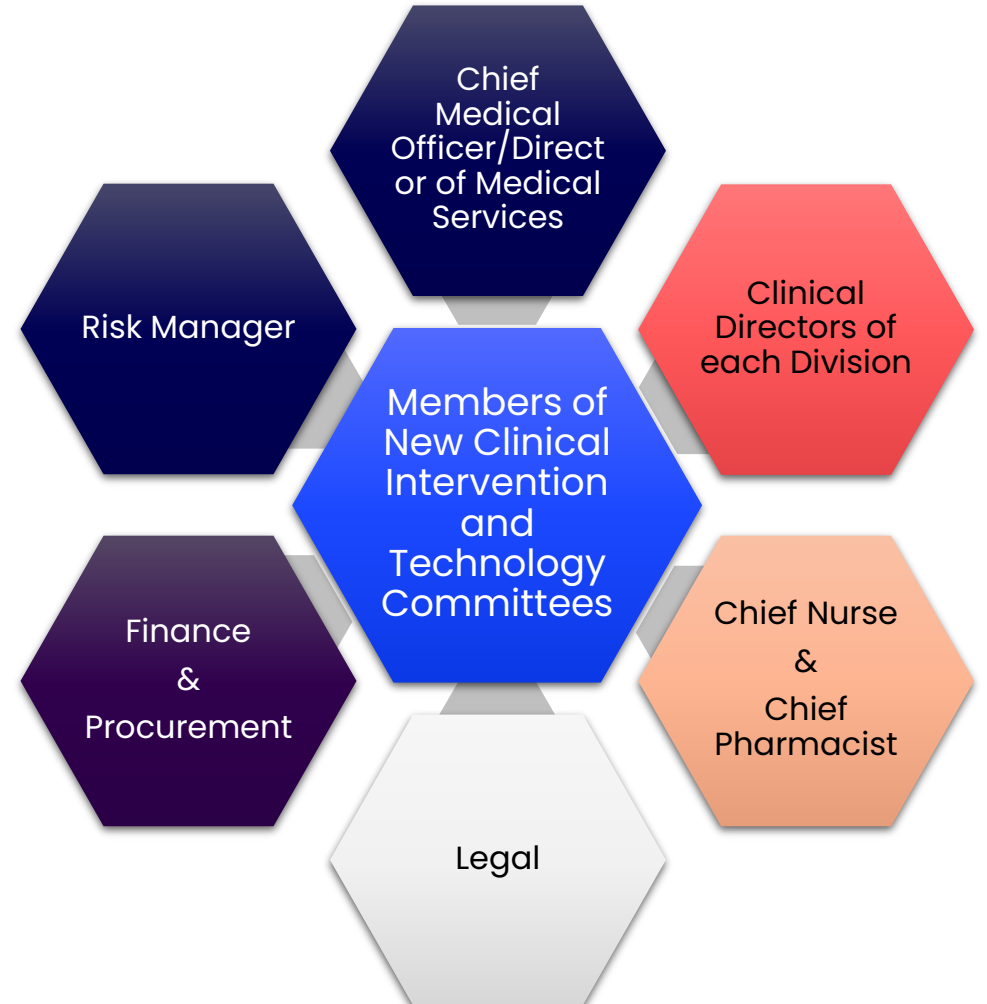 Chief
Medical
Officer/Direct
or of Medical
Services
Clinical
Directors of
each Division
Risk Manager
Members of
New Clinical
Intervention
and
Technology
Committees
Chief Nurse
&
Chief
Pharmacist
Finance
&
Procurement
Legal